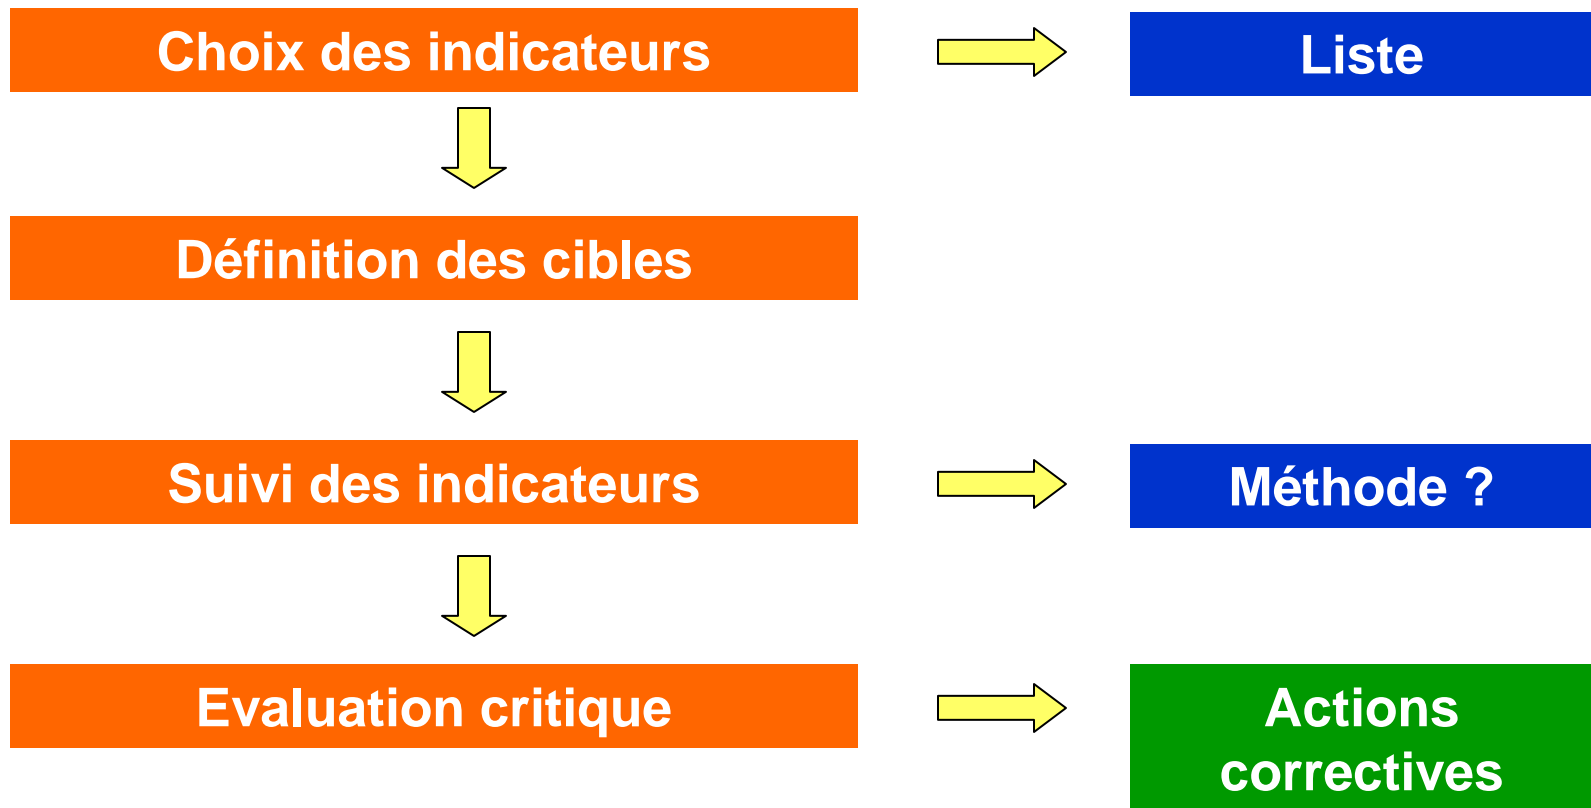 Choix des indicateurs
Liste
Définition des cibles
Suivi des indicateurs
Méthode ?
Evaluation critique
Actions
correctives